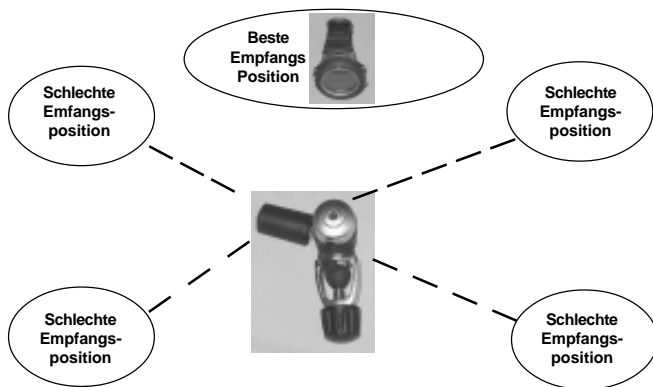 Beste
Empfangs
Position
Schlechte
Emfangs-
position
Schlechte
Empfangs-
position
Schlechte
Empfangs-
position
Schlechte
Empfangs-
position